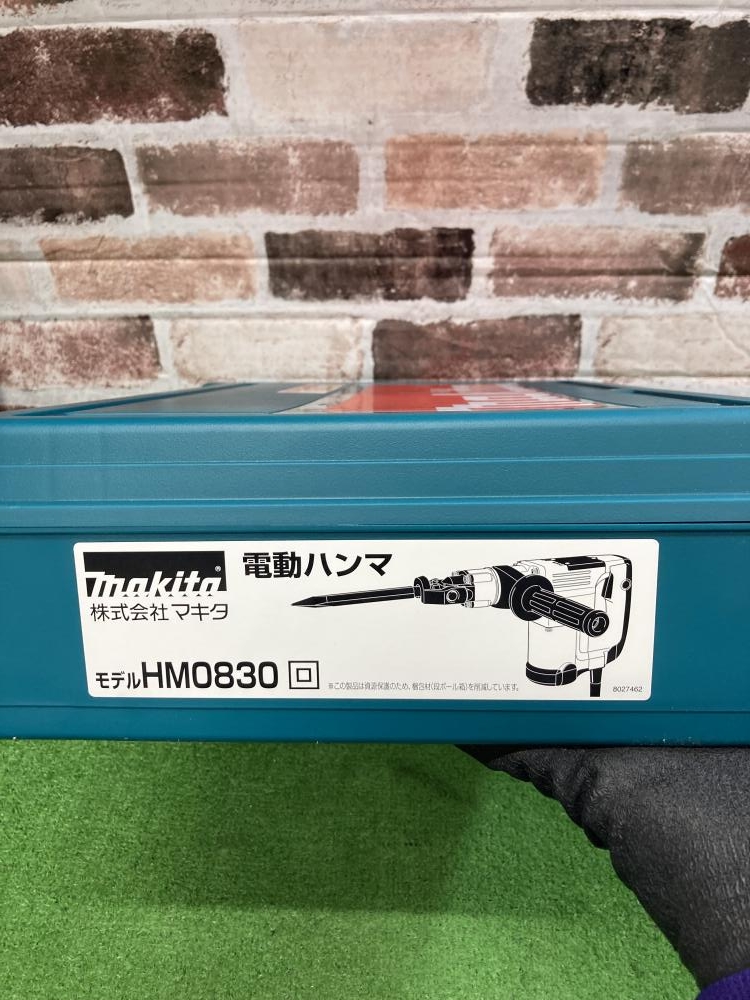 makita
makita®
電動ハンマ
株式会社マキタ
モデルHM0830
※この製品は資源保護のため、梱包材(段ボール箱)を削減しています。
8027462